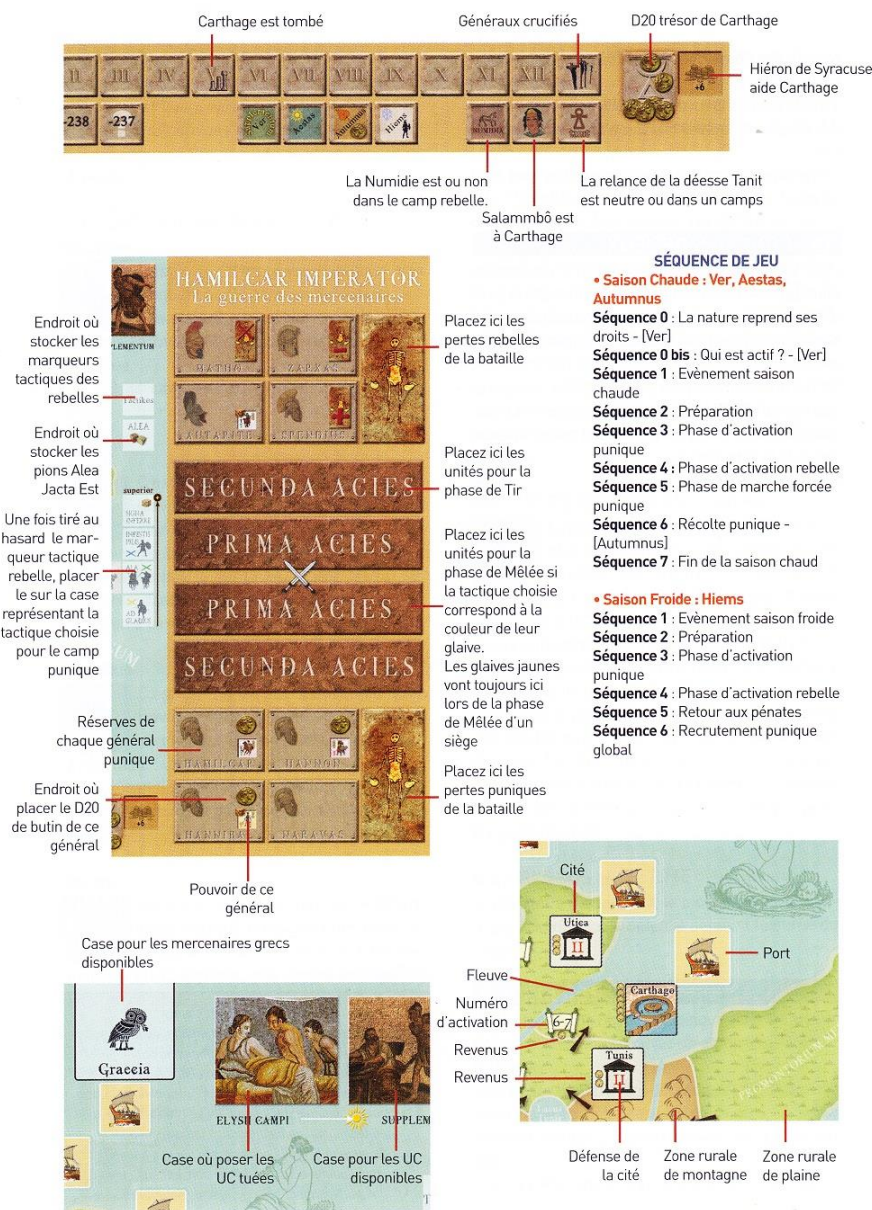 Carthage est tombé
Généraux crucifiés
D20 trésor de Carthage
Hiéron de Syracuse
aide Carthage
II
III
IV
V
VI
VII
VIII
IX
X
XI
XII
+6
-238
-237
Ver
Aestas
Autumnus
Hiems
NUMIDIA
La Numidie est ou non
dans le camp rebelle.
Salammbô est
à Carthage
La relance de la déesse Tanit
est neutre ou dans un camps
HAMILCAR IMPERATOR
La guerre des mercenaires
PLEMENTUM
MATHO
ZARXAS
AUTARITE
SPENDIUS
Tactikos
ALEA
superior
SECUNDA ACIES
PRIMA ACIES
PRIMA ACIES
SECUNDA ACIES
HAMILCAR
HANNON
HANNIBAL
NARAVAS
+6
Endroit où
stocker les
marqueurs
tactiques des
rebelles
Endroit où
stocker les
pions Alea
Jacta Est
Une fois tiré au
hasard le mar-
queur tactique
rebelle, placer
le sur la case
représentant la
tactique choisie
pour le camp
punique
Réserves de
chaque général
punique
Endroit où
placer le D20
de butin de ce
général
Pouvoir de ce
général
Placez ici les
pertes rebelles
de la bataille
Placez ici les
unités pour la
phase de Tir
Placez ici les
unités pour la
phase de Mêlée si
la tactique choisie
correspond à la
couleur de leur
glaive.
Les glaives jaunes
vont toujours ici
lors de la phase
de Mêlée d'un
siège
Placez ici les
pertes puniques
de la bataille
SÉQUENCE DE JEU
• Saison Chaude : Ver, Aestas,
Autumnus
Séquence 0 : La nature reprend ses
droits - [Ver]
Séquence 0 bis : Qui est actif ? - [Ver]
Séquence 1 : Evènement saison
chaude
Séquence 2 : Préparation
Séquence 3 : Phase d'activation
punique
Séquence 4 : Phase d'activation rebelle
Séquence 5 : Phase de marche forcée
punique
Séquence 6 : Récolte punique -
[Autumnus]
Séquence 7 : Fin de la saison chaud
• Saison Froide : Hiems
Séquence 1 : Evènement saison froide
Séquence 2 : Préparation
Séquence 3 : Phase d'activation
punique
Séquence 4 : Phase d'activation rebelle
Séquence 5 : Retour aux pénates
Séquence 6 : Recrutement punique
global
Case pour les mercenaires grecs
disponibles
Graecia
ELYSII CAMPI
SUPPLEM
Case où poser les
UC tuées
Case pour les UC
disponibles
Cité
Utica
II
Port
Fleuve
Carthago
Numéro
d'activation
6-7
Revenus
Revenus
Tunis
II
Défense de
la cité
Zone rurale
de montagne
Zone rurale
de plaine